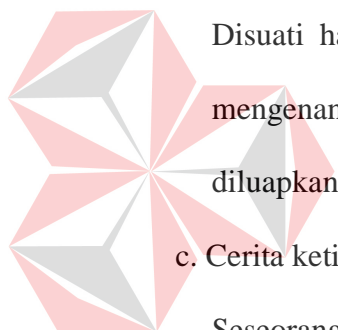 Disuati ha
mengenan
diluapkan
c. Cerita keti
Seseorang